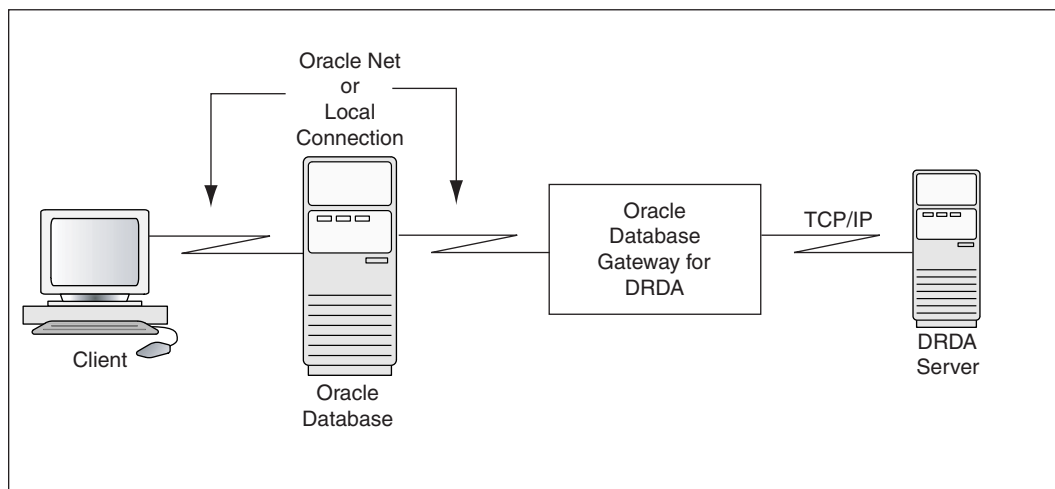 Oracle Net
or
Local
Connection
Client
Oracle
Database
Oracle
Database
Gateway for
DRDA
TCP/IP
DRDA
Server